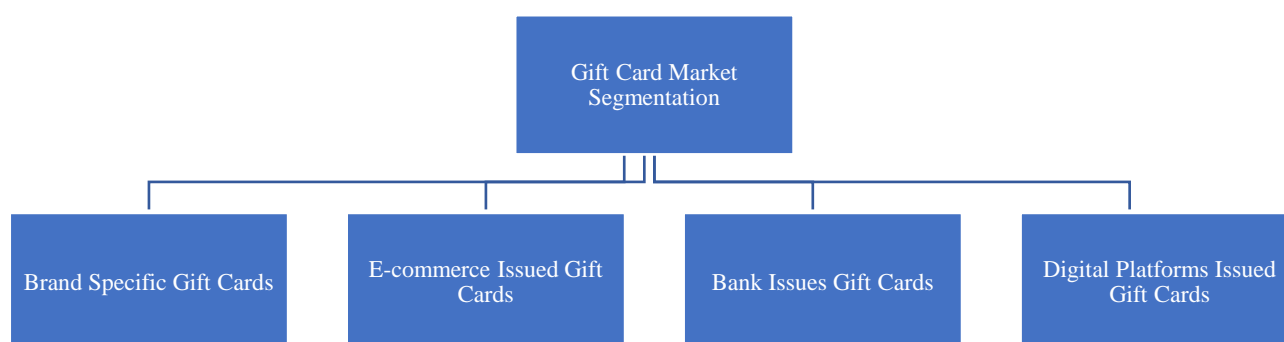 Gift Card Market
Segmentation
Brand Specific Gift Cards
E-commerce Issued Gift
Cards
Bank Issues Gift Cards
Digital Platforms Issued
Gift Cards